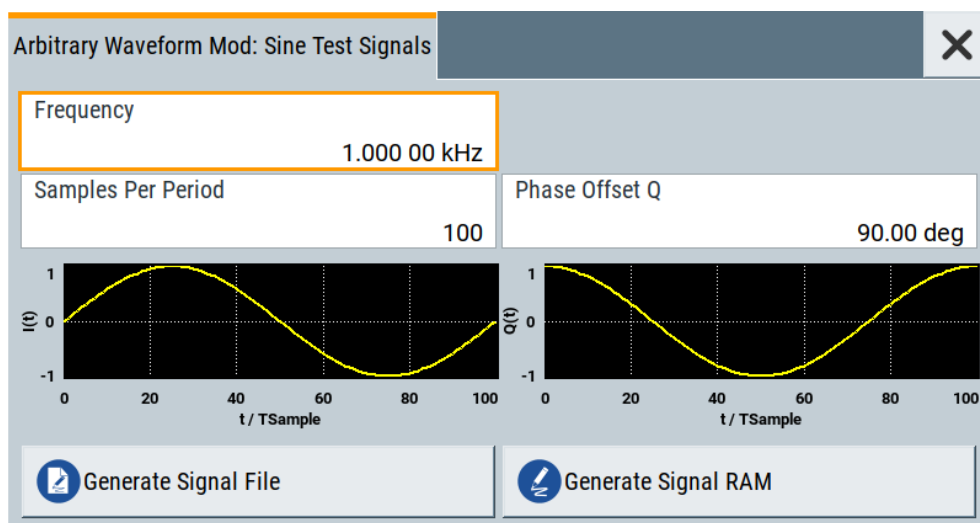 Arbitrary Waveform Mod: Sine Test Signals
Frequency
1.000 00 kHz
Samples Per Period
100
Phase Offset Q
90.00 deg
1
0
-1
I(t)
0 20 40 60 80 100
t / TSample
1
0
-1
Q(t)
0 20 40 60 80 100
t / TSample
Generate Signal File
Generate Signal RAM